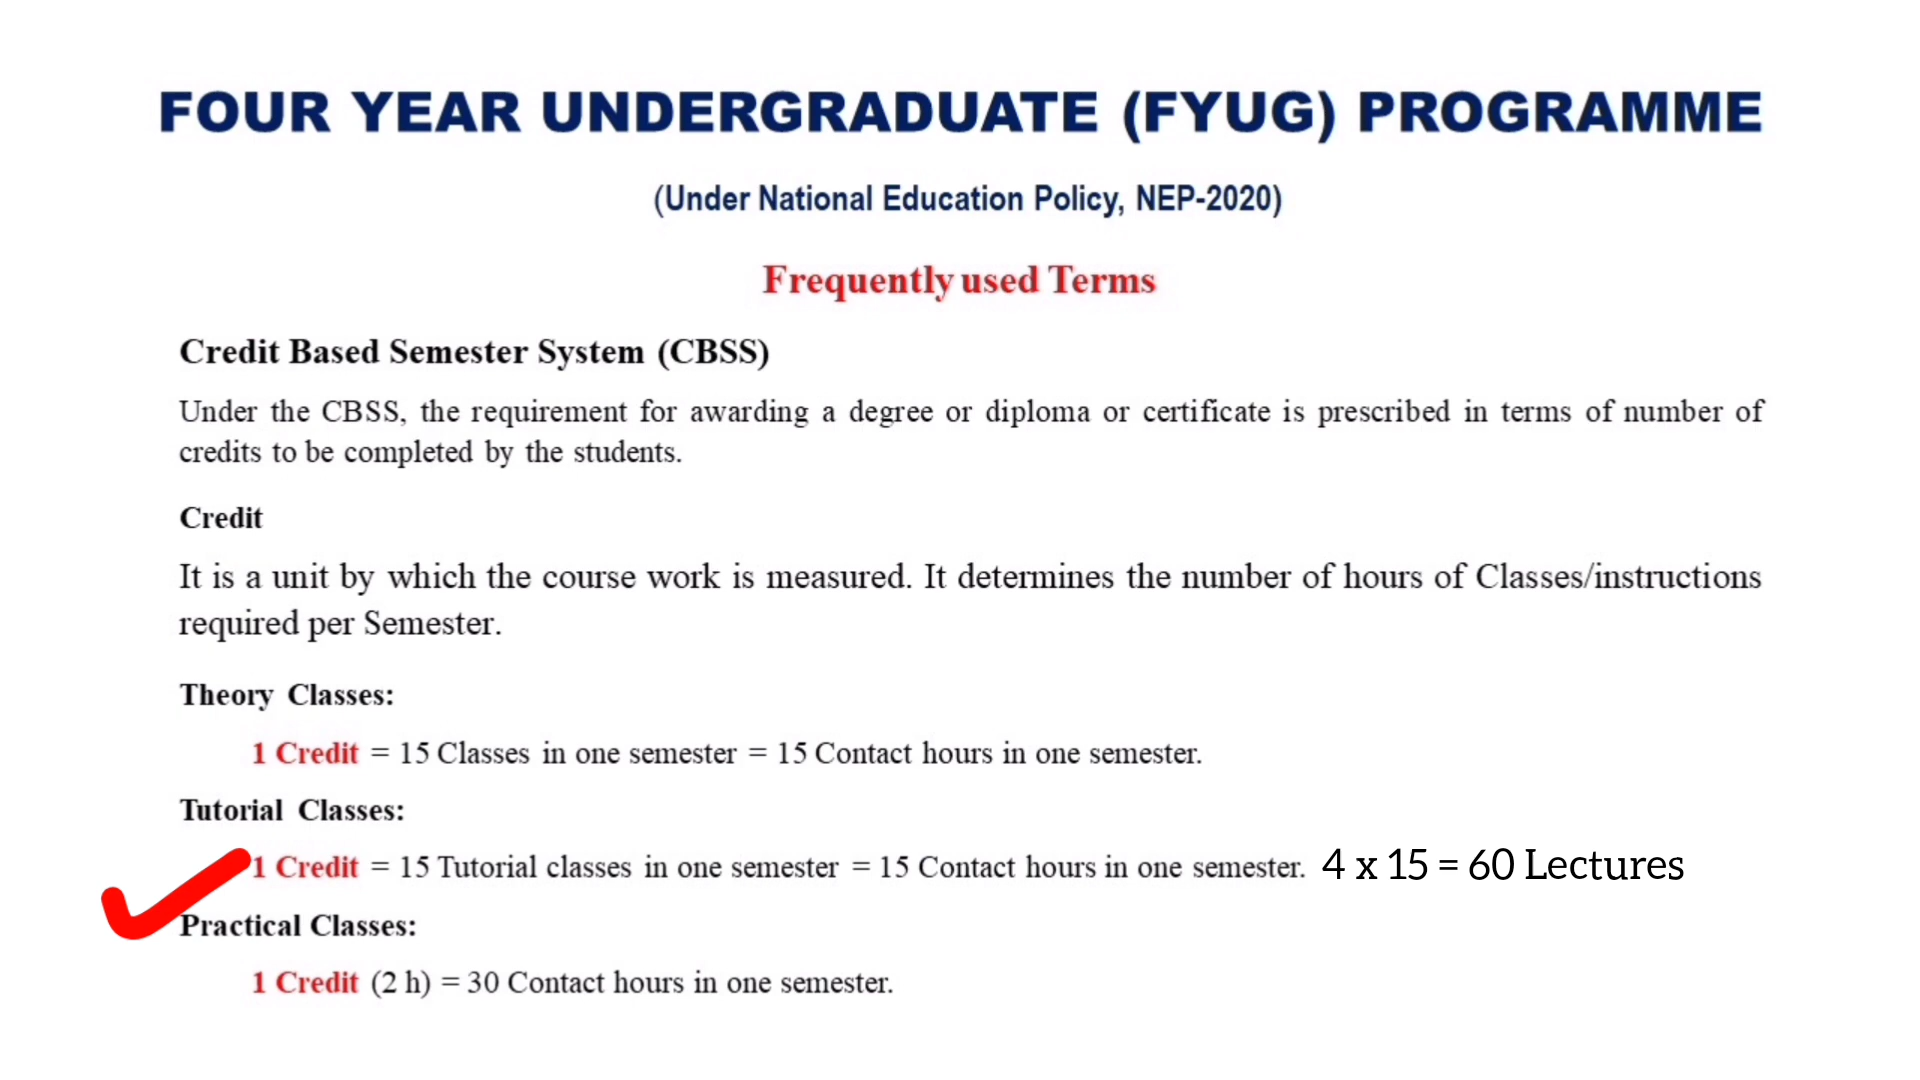 FOUR YEAR UNDERGRADUATE (FYUG) PROGRAMME
(Under National Education Policy, NEP-2020)
Frequently used Terms
Credit Based Semester System (CBSS)
Under the CBSS, the requirement for awarding a degree or diploma or certificate is prescribed in terms of number of
credits to be completed by the students.
Credit
It is a unit by which the course work is measured. It determines the number of hours of Classes/instructions
required per Semester.
Theory Classes:
1 Credit = 15 Classes in one semester = 15 Contact hours in one semester.
Tutorial Classes:
1 Credit = 15 Tutorial classes in one semester = 15 Contact hours in one semester. 4 x 15 = 60 Lectures
Practical Classes:
1 Credit (2 h) = 30 Contact hours in one semester.